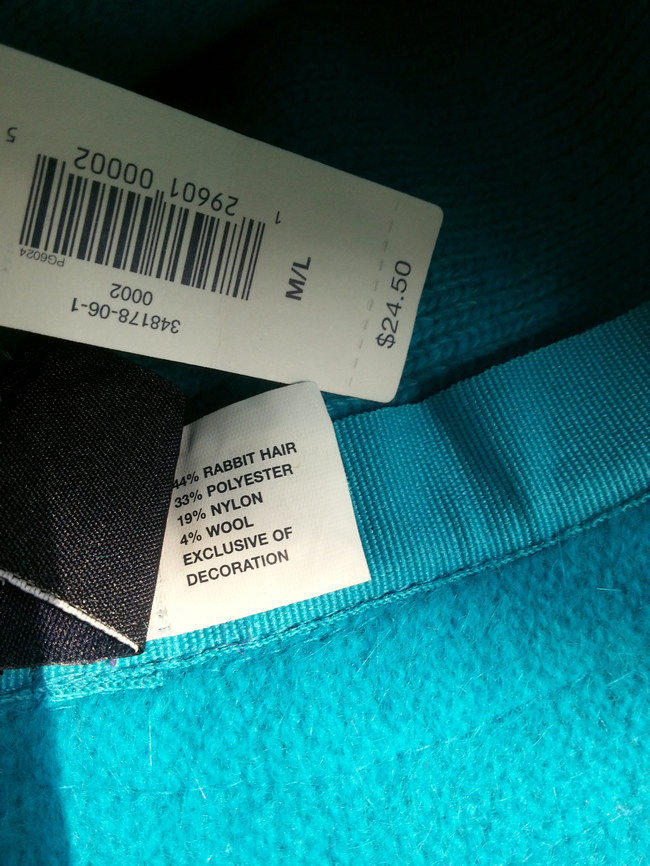 1 29601 00002 5
PG6024
348178-06-1
0002
M/L
$24.50
44% RABBIT HAIR
33% POLYESTER
19% NYLON
4% WOOL
EXCLUSIVE OF
DECORATION